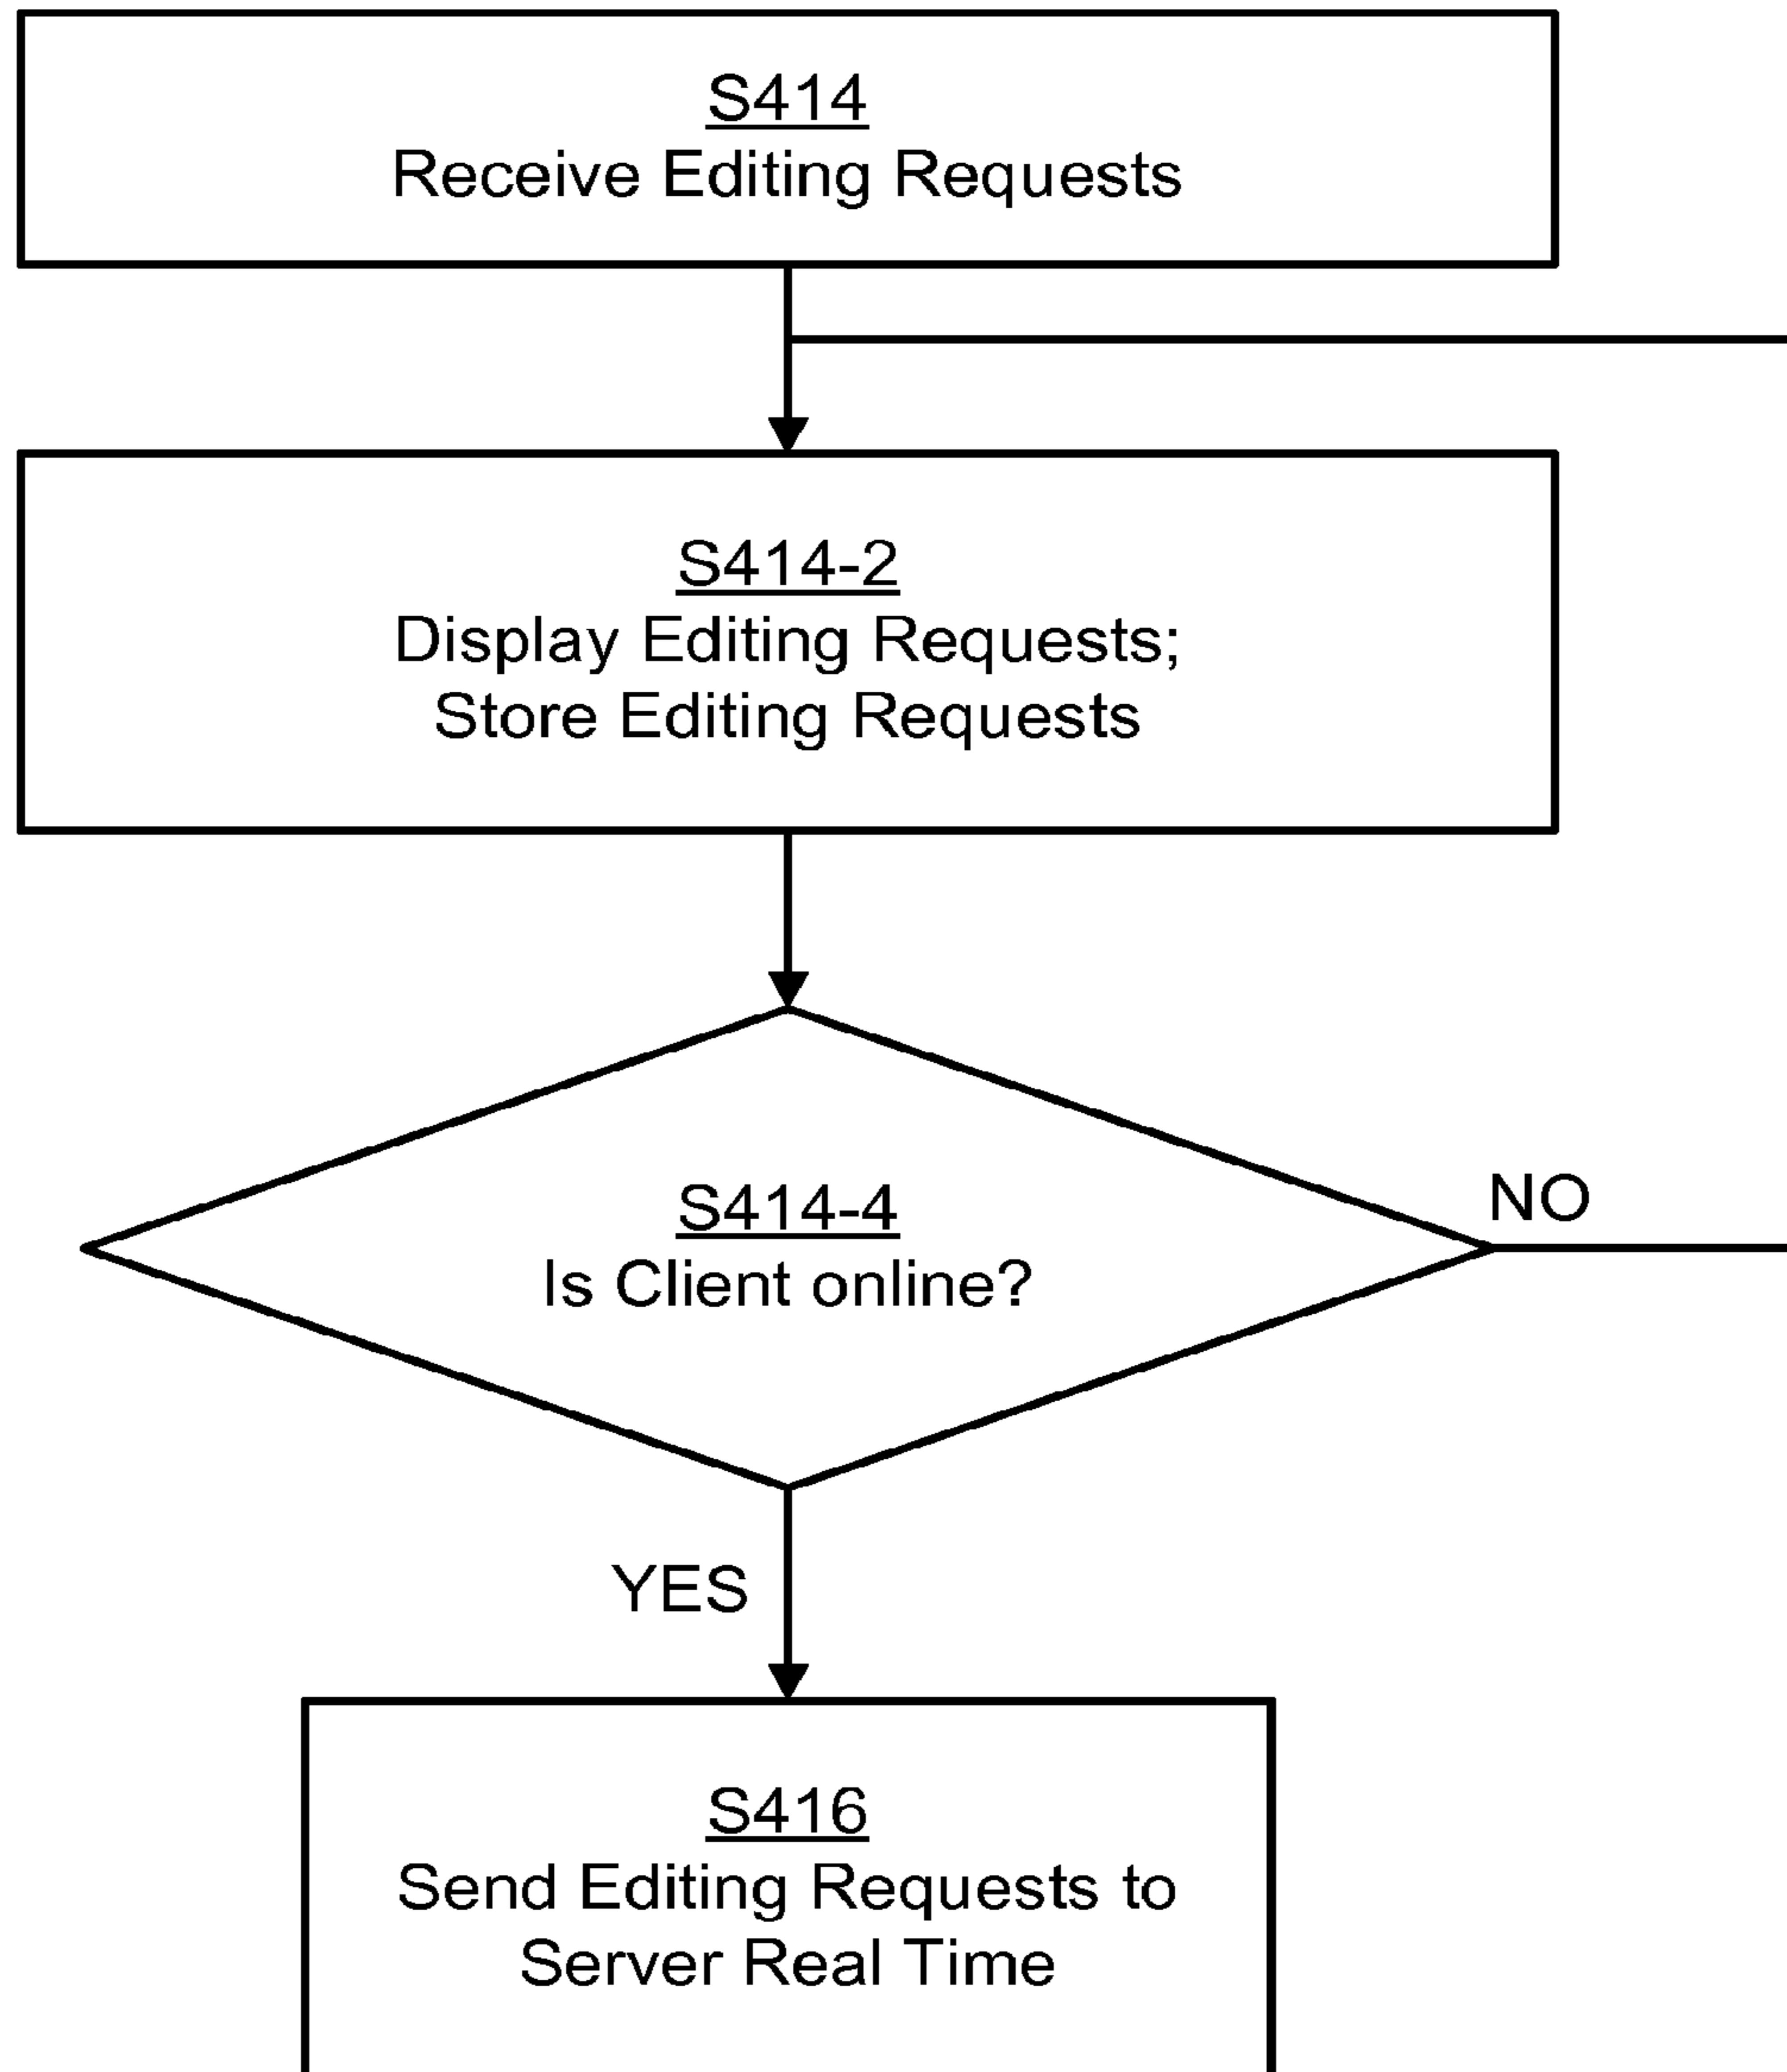 S414
Receive Editing Requests
S414-2
Display Editing Requests;
Store Editing Requests
S414-4
Is Client online?
NO
YES
S416
Send Editing Requests to
Server Real Time